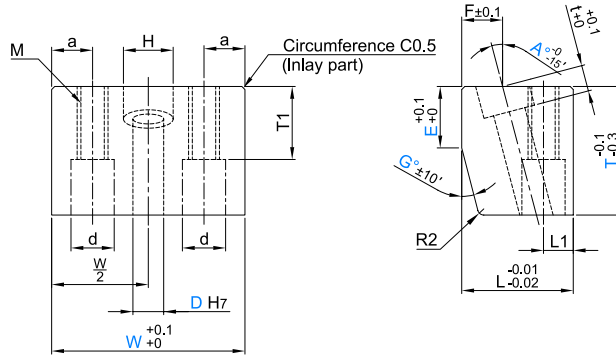 a
H
a
M
Circumference C0.5
(Inlay part)
T1
d
d
W
2
D H7
W +0.1
+0
F±0.1
A° -0
-15′
t +0.1
+0
E +0.1
+0
G° ±10′
T -0.1
-0.3
R2
L1
L -0.01
-0.02